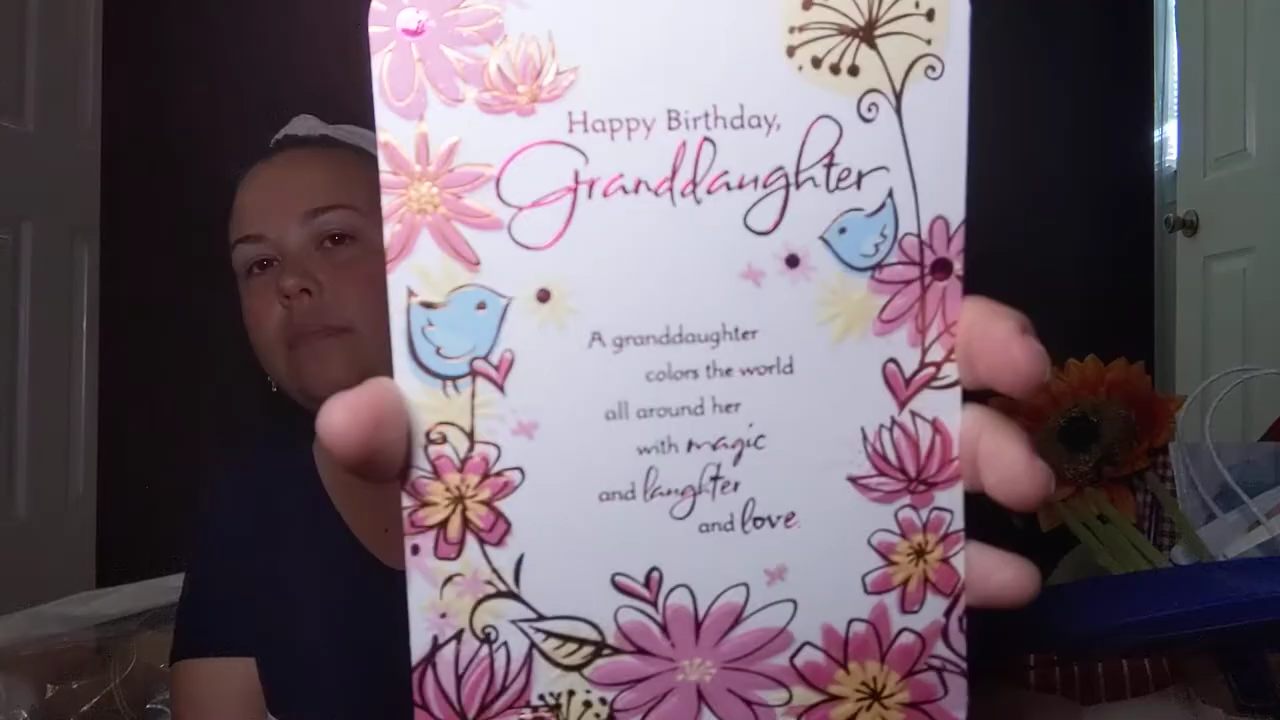 Happy Birthday,
Granddaughter
A granddaughter
colors the world
all around her
with magic
and laughter
and love.